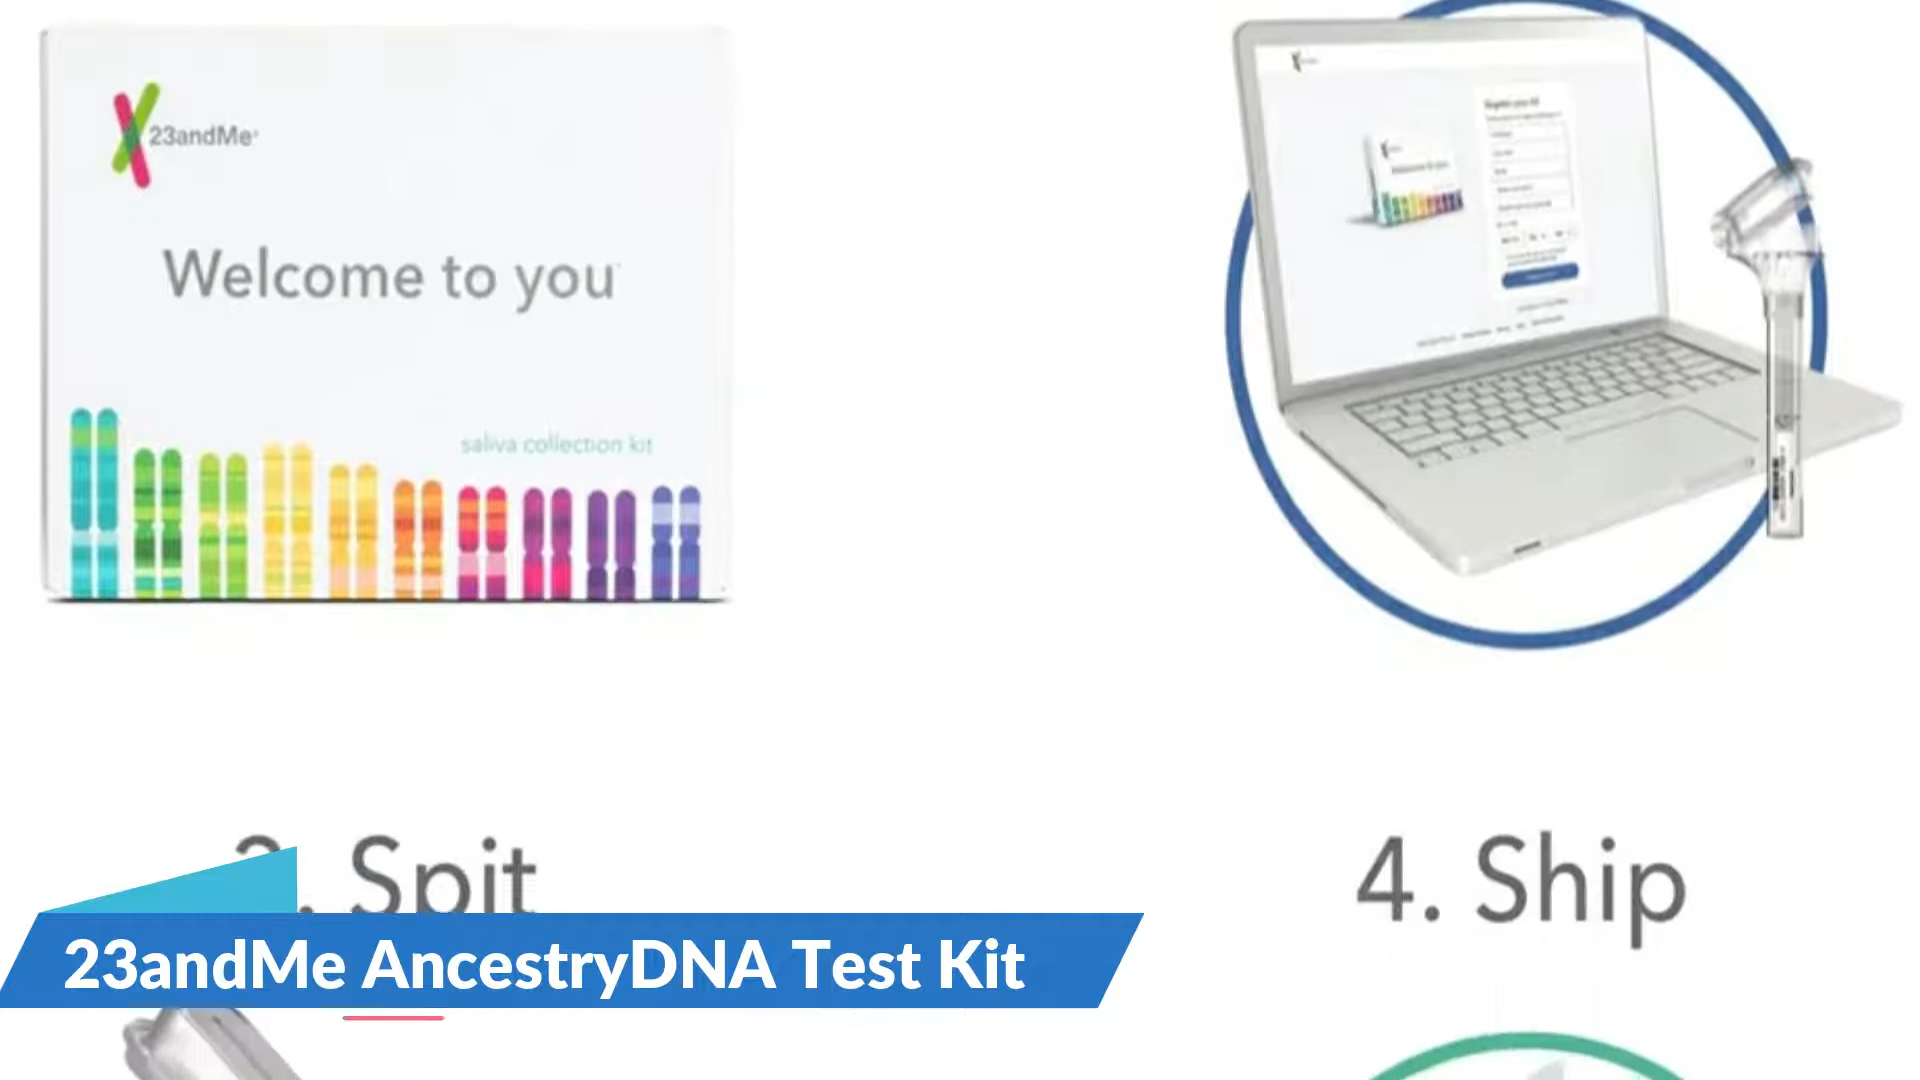 23andMe
Welcome to you
saliva collection kit
. Spit
4. Ship
23andMe AncestryDNA Test Kit